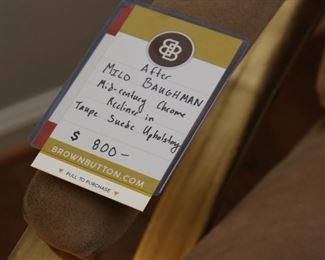 After
MILO BAUGHMAN
Mid-century Chrome
Recliner in
Taupe Suede Upholstery
$ 800-
BROWNBUTTON.COM
PULL TO PURCHASE